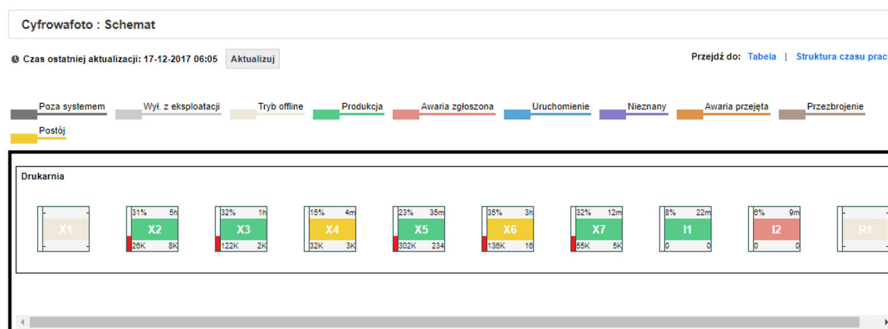 Cyfrowafoto : Schemat
Czas ostatniej aktualizacji: 17-12-2017 06:05 Aktualizuj Przejdź do: Tabela | Struktura czasu prac
Poza systemem Wył. z eksploatacji Tryb offline Produkcja Awaria zgłoszona Uruchomienie Nieznany Awaria przejęta Przezbrojenie
Postój
Drukarnia
- - 31% 5h 32% 1h 15% 4m 23% 35m 35% 3h 32% 12m 8% 22m 6% 9m - -
X1 X2 X3 X4 X5 X6 X7 I1 I2 R1
- - 26K 8K 122K 2K 32K 3K 302K 234 136K 16 55K 5K 0 0 0 0 - -